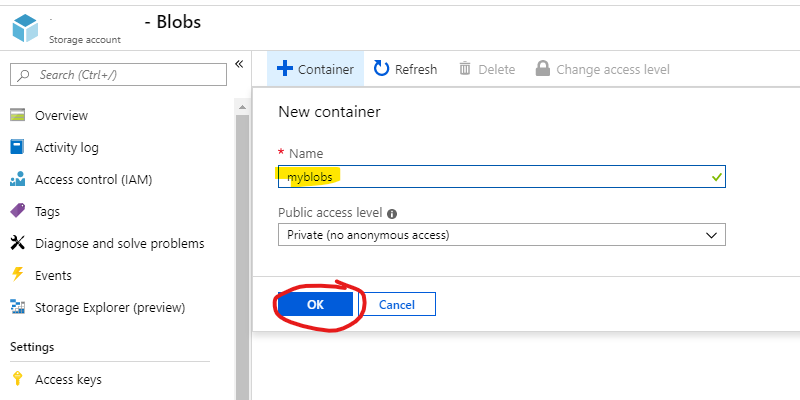 - Blobs
Storage account
«
Search (Ctrl+/)
Overview
Activity log
Access control (IAM)
Tags
Diagnose and solve problems
Events
Storage Explorer (preview)
Settings
Access keys
+ Container
Refresh
Delete
Change access level
New container
* Name
myblobs
Public access level
Private (no anonymous access)
OK
Cancel